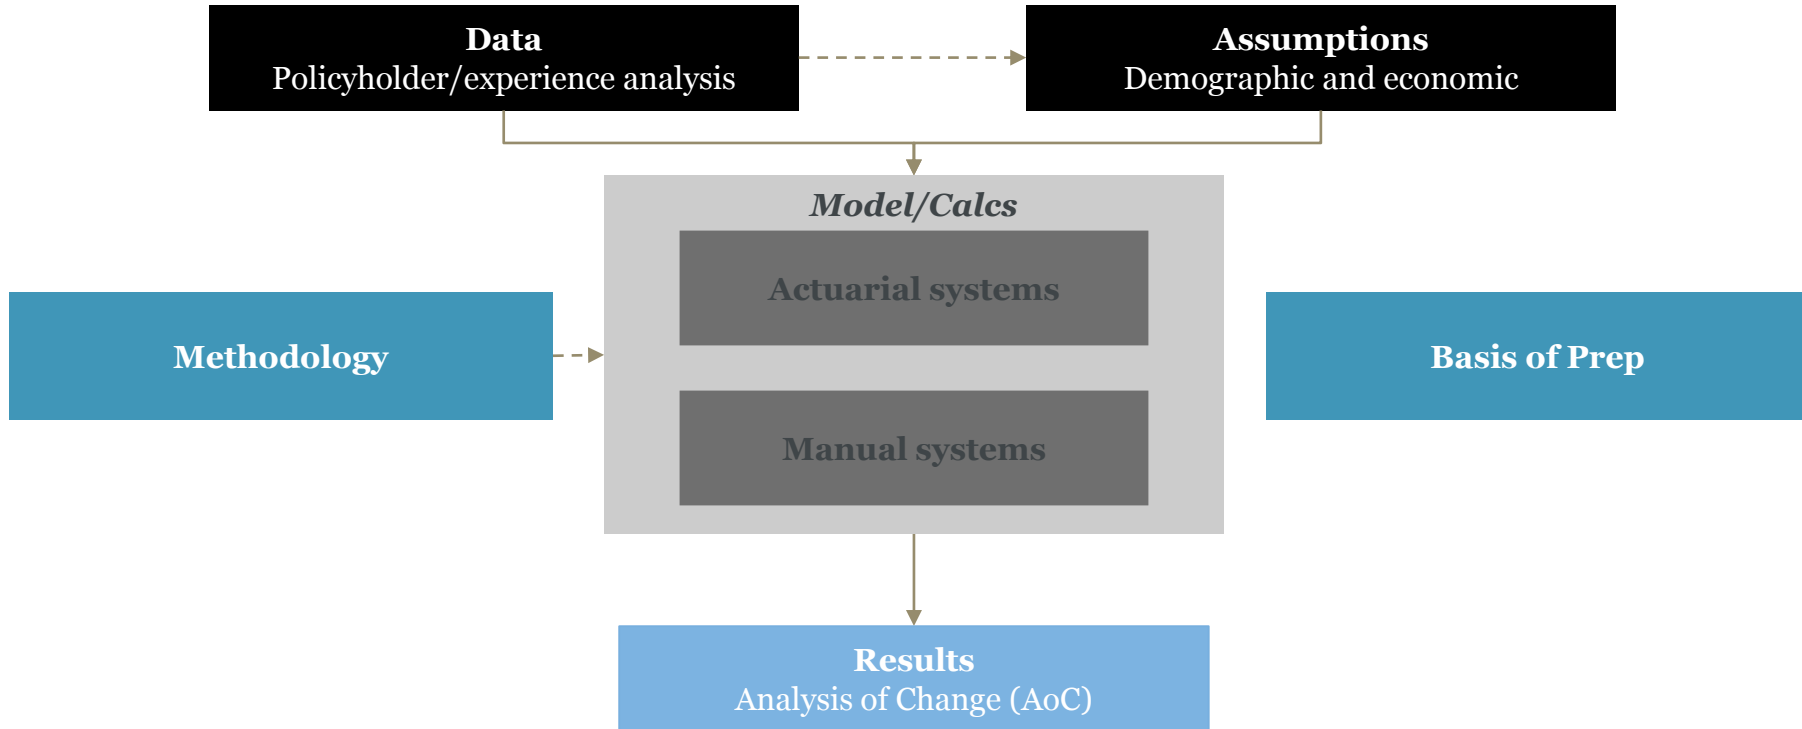 Data
Policyholder/experience analysis
Assumptions
Demographic and economic
Model/Calcs
Actuarial systems
Methodology
Basis of Prep
Manual systems
Results
Analysis of Change (AoC)